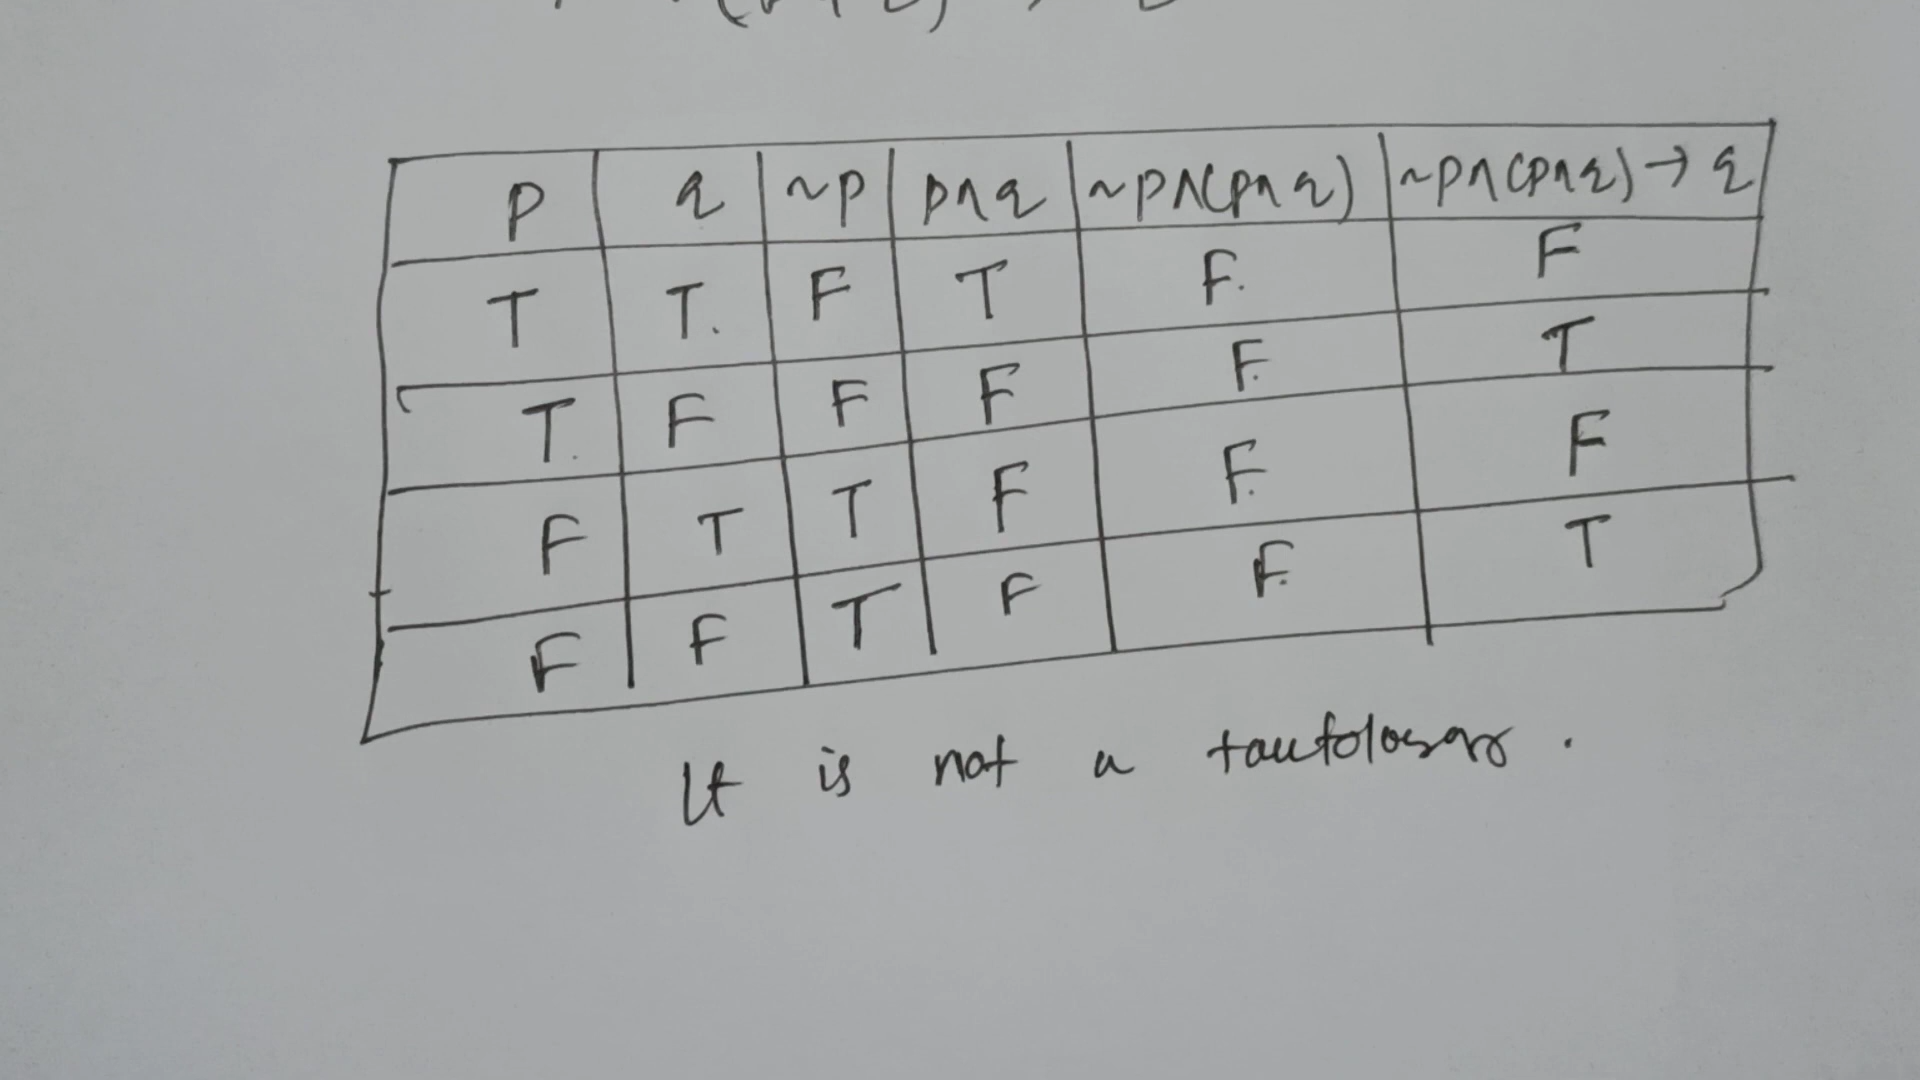 p q ~p p∧q ~p∧(p∧q) ~p∧(p∧q)→q
T T. F T F. F
T. F F F F. T
F T T F F. F
F F T F F. T
It is not a tautology.